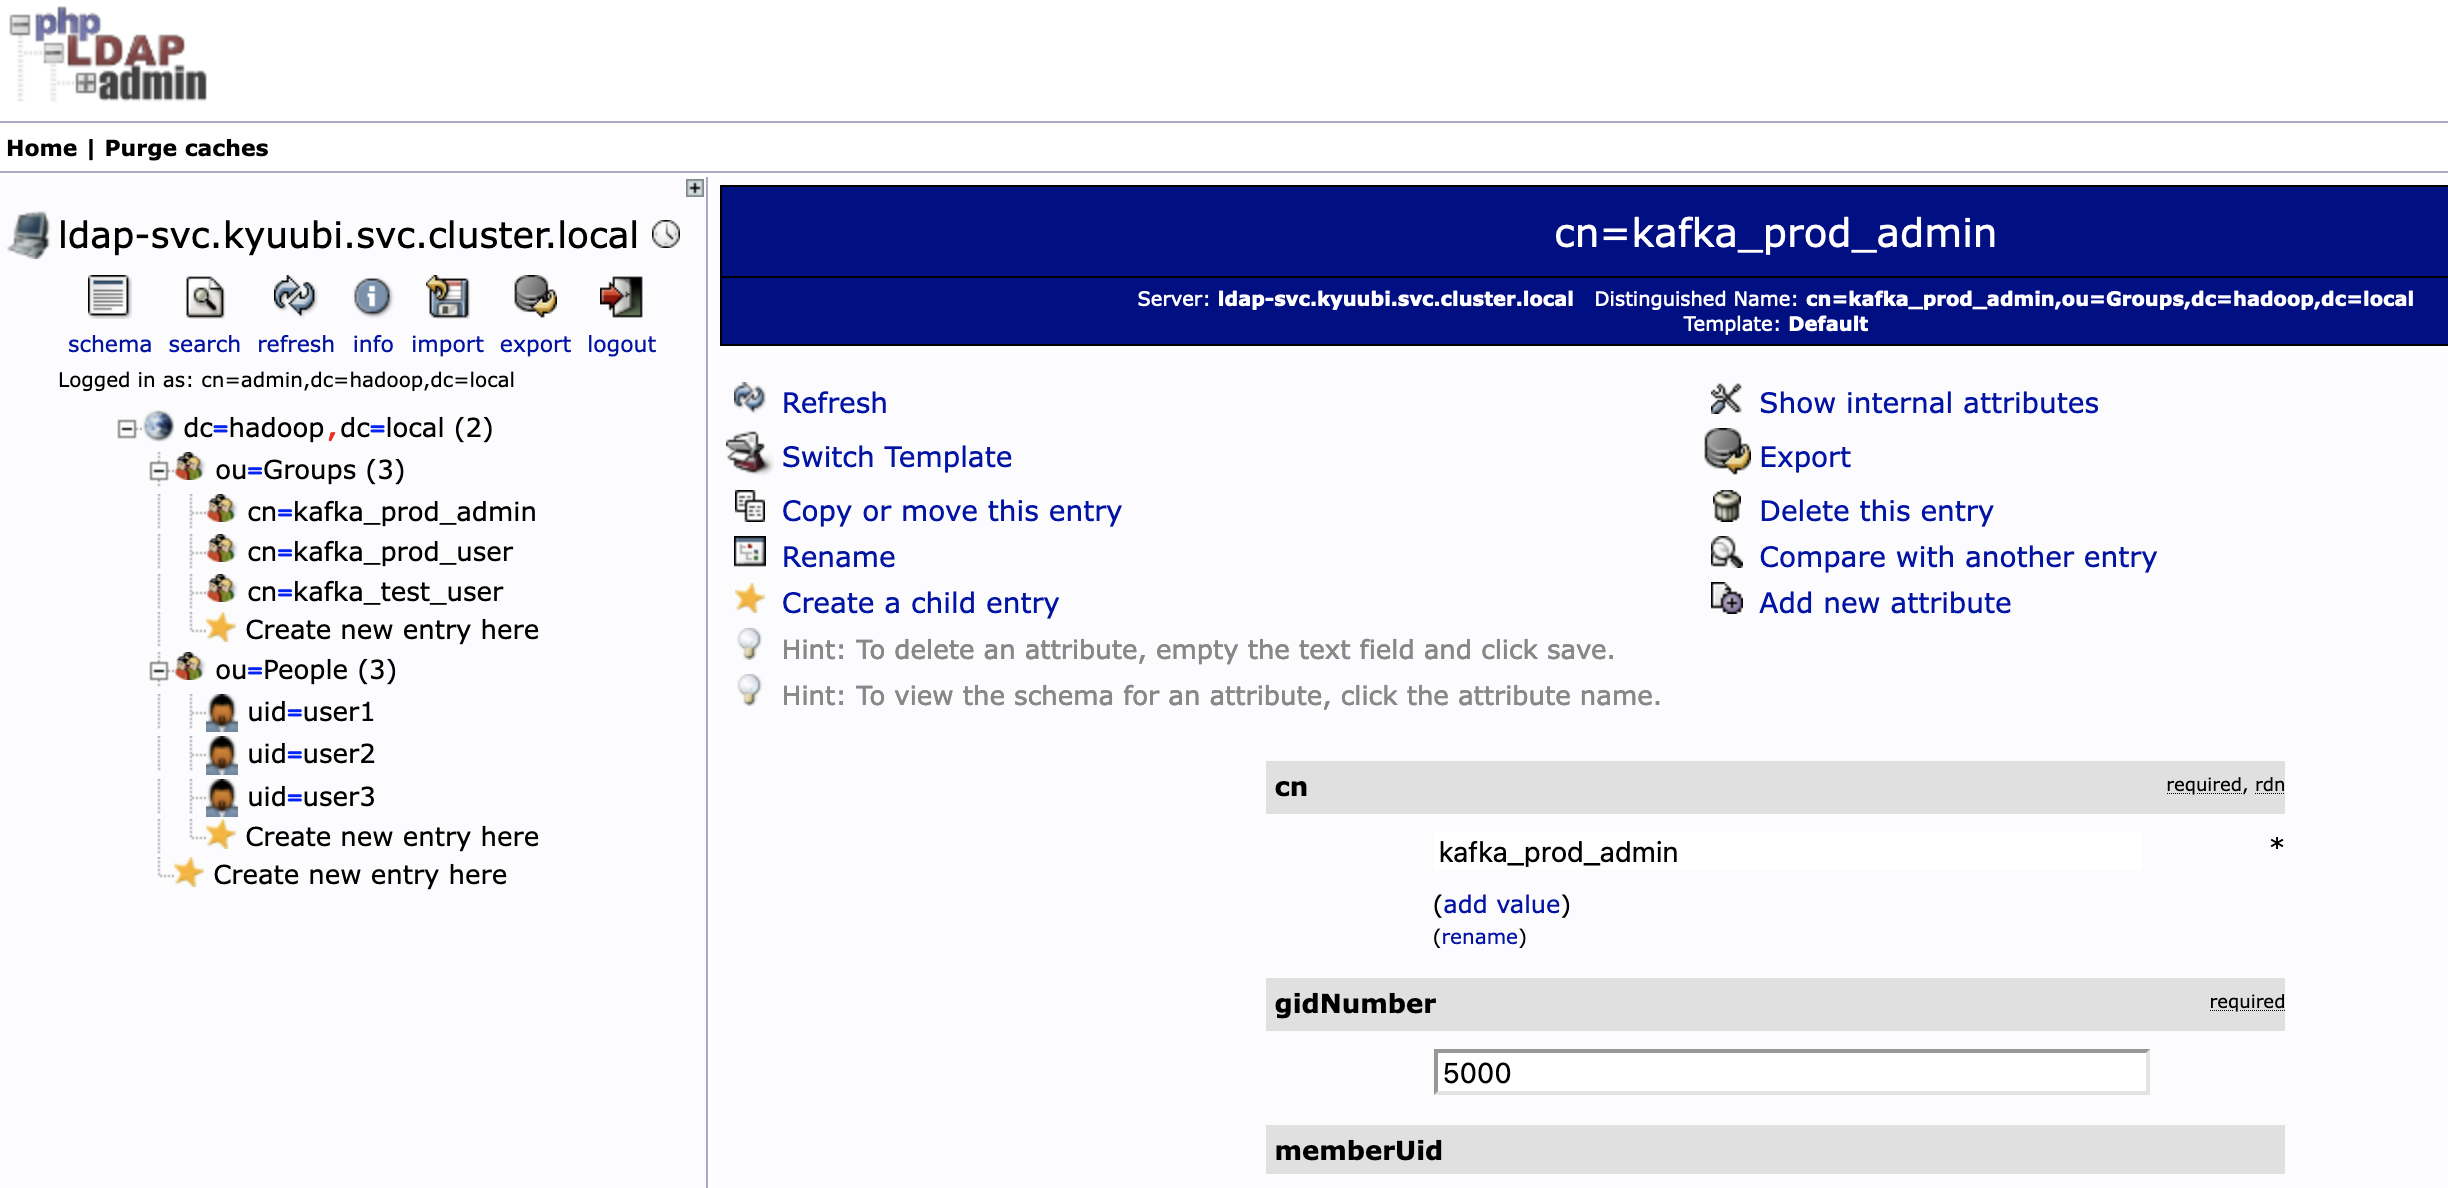 php
LDAP
admin
Home | Purge caches
ldap-svc.kyuubi.svc.cluster.local
schema search refresh info import export logout
Logged in as: cn=admin,dc=hadoop,dc=local
dc=hadoop,dc=local (2)
ou=Groups (3)
cn=kafka_prod_admin
cn=kafka_prod_user
cn=kafka_test_user
Create new entry here
ou=People (3)
uid=user1
uid=user2
uid=user3
Create new entry here
Create new entry here
cn=kafka_prod_admin
Server: ldap-svc.kyuubi.svc.cluster.local Distinguished Name: cn=kafka_prod_admin,ou=Groups,dc=hadoop,dc=local
Template: Default
Refresh Show internal attributes
Switch Template Export
Copy or move this entry Delete this entry
Rename Compare with another entry
Create a child entry Add new attribute
Hint: To delete an attribute, empty the text field and click save.
Hint: To view the schema for an attribute, click the attribute name.
cn required, rdn
kafka_prod_admin *
(add value)
(rename)
gidNumber required
5000
memberUid